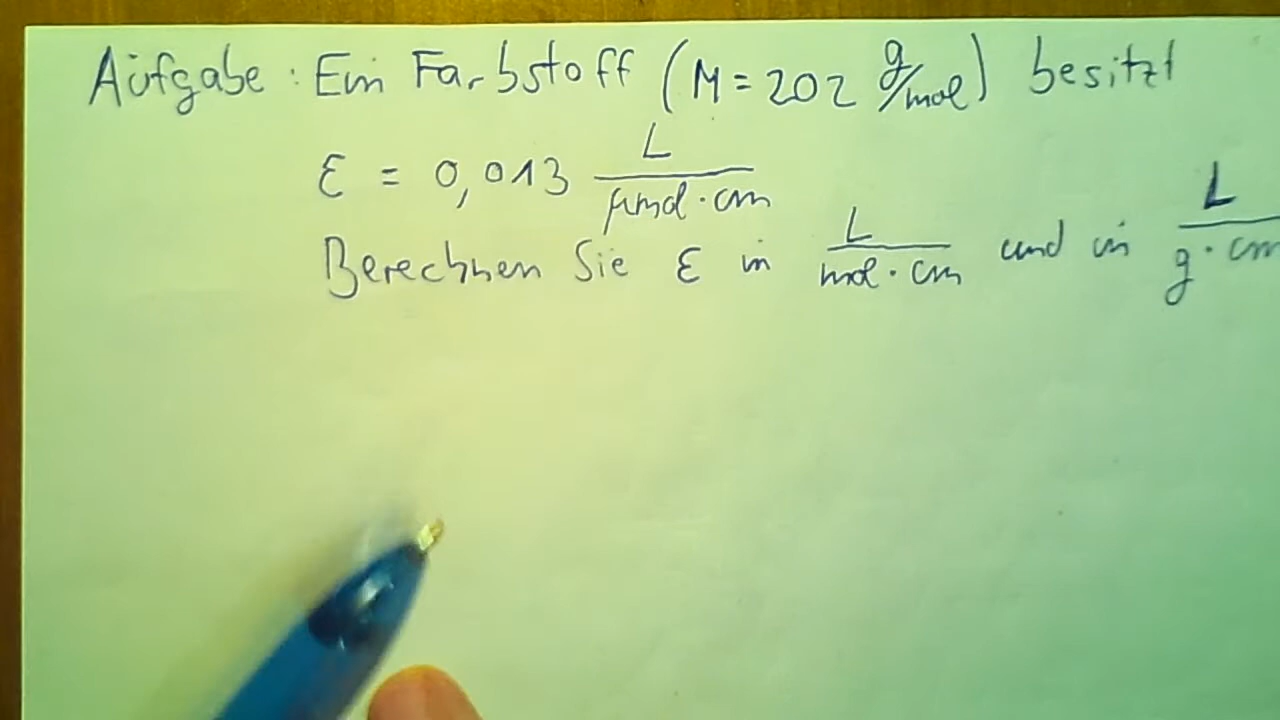 Aufgabe: Ein Farbstoff (M = 202 g/mol) besitzt
ε = 0,013 L/(µmol · cm)
Berechnen Sie ε in L/(mol · cm) und in L/(g · cm